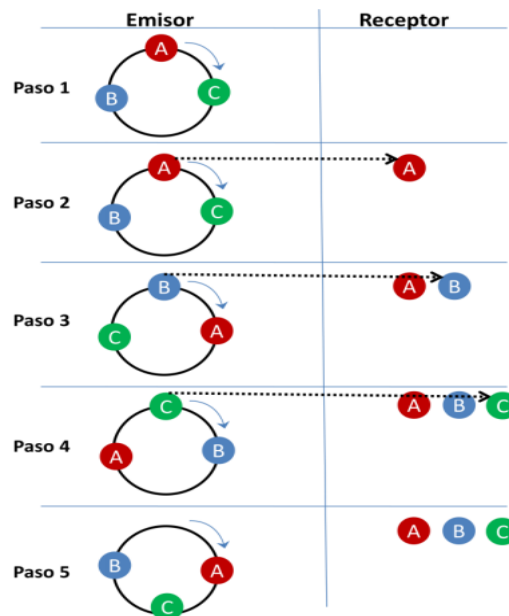 Emisor Receptor
A
Paso 1
B C
A A
Paso 2
B C
B A B
Paso 3
C A
C A B C
Paso 4
A B
A B C
Paso 5
B A
C